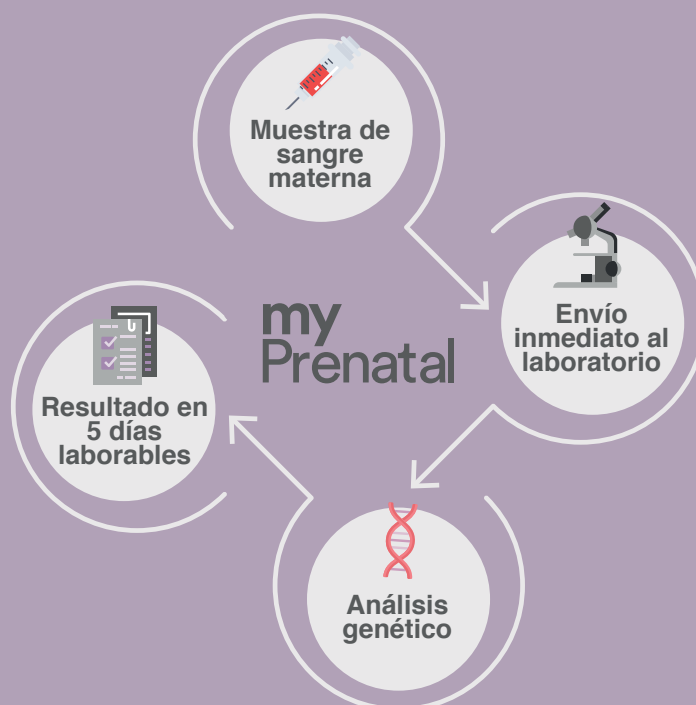 Muestra de
sangre
materna
Envío
inmediato al
laboratorio
my
Prenatal
Resultado en
5 días
laborables
Análisis
genético